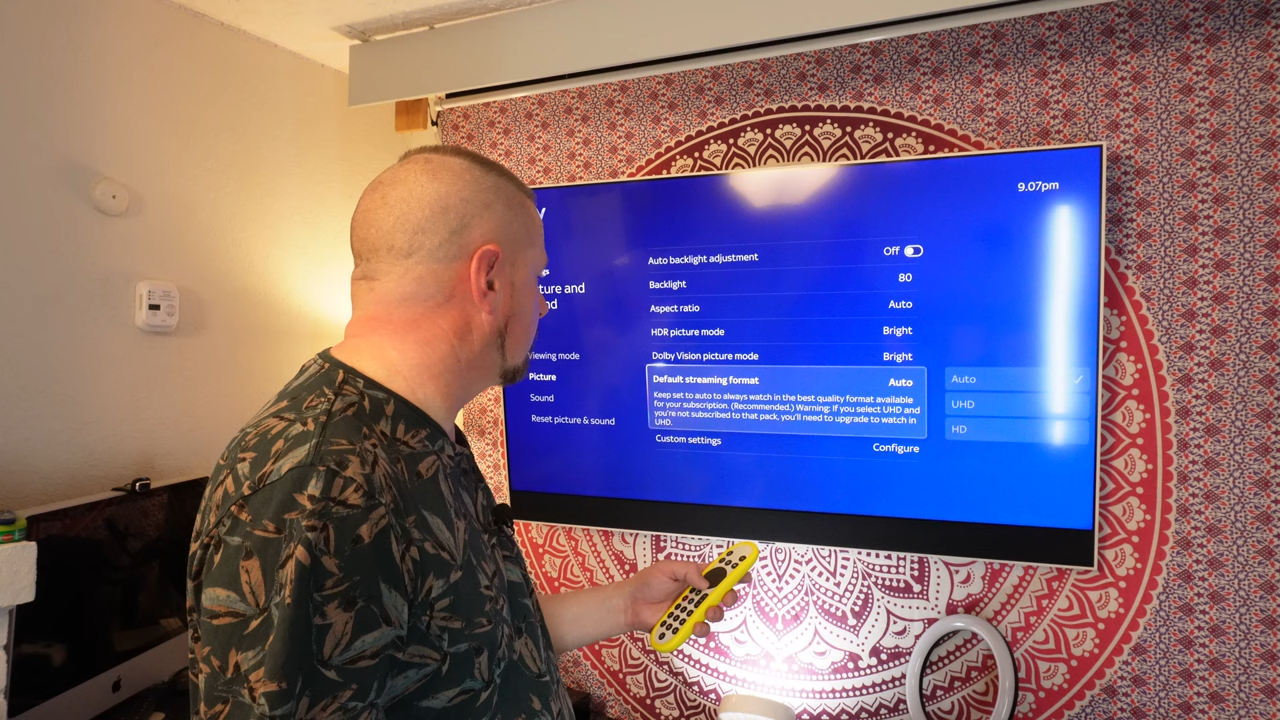 9.07pm
Auto backlight adjustment Off
Backlight 80
Aspect ratio Auto
HDR picture mode Bright
Dolby Vision picture mode Bright
Default streaming format Auto
Keep set to auto to always watch in the best quality format available
for your subscription. (Recommended.) Warning: If you select UHD and
you're not subscribed to that pack, you'll need to upgrade to watch in
UHD.
Custom settings Configure
ture and
Viewing mode
Picture
Sound
Reset picture & sound
Auto
UHD
HD